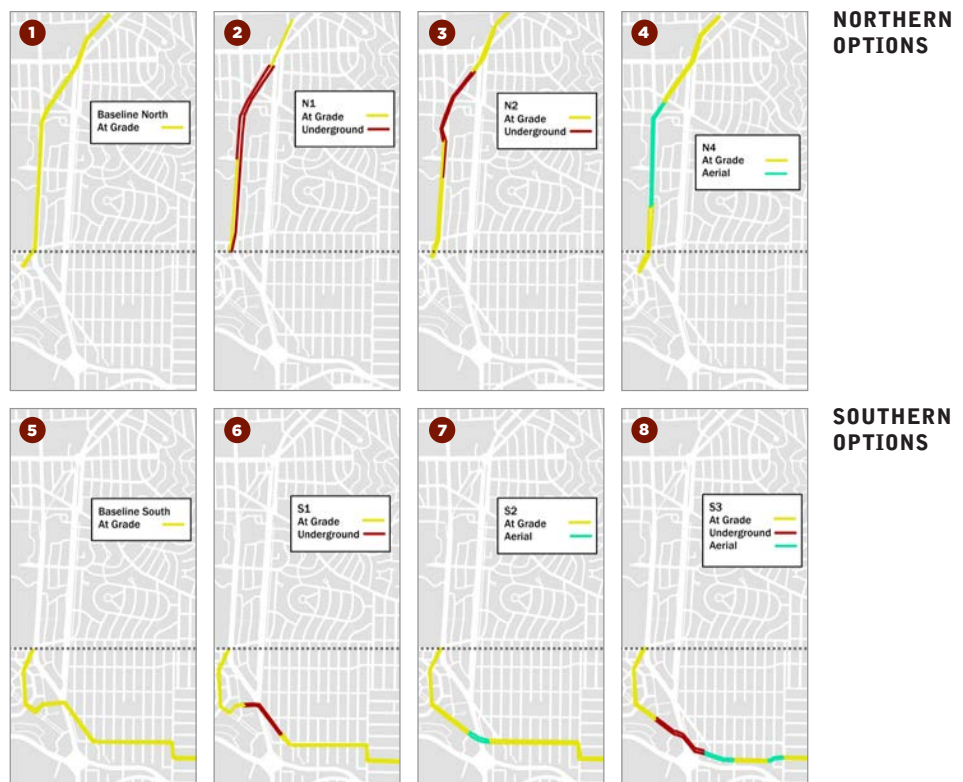 NORTHERN
OPTIONS
1
Baseline North
At Grade
2
N1
At Grade
Underground
3
N2
At Grade
Underground
4
N4
At Grade
Aerial
SOUTHERN
OPTIONS
5
Baseline South
At Grade
6
S1
At Grade
Underground
7
S2
At Grade
Aerial
8
S3
At Grade
Underground
Aerial